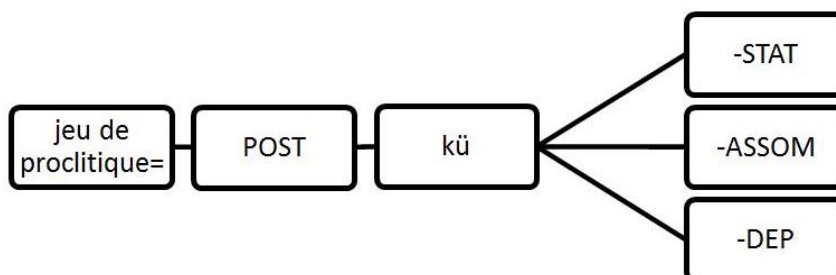 jeu de
proclitique=
POST
kü
-STAT
-ASSOM
-DEP